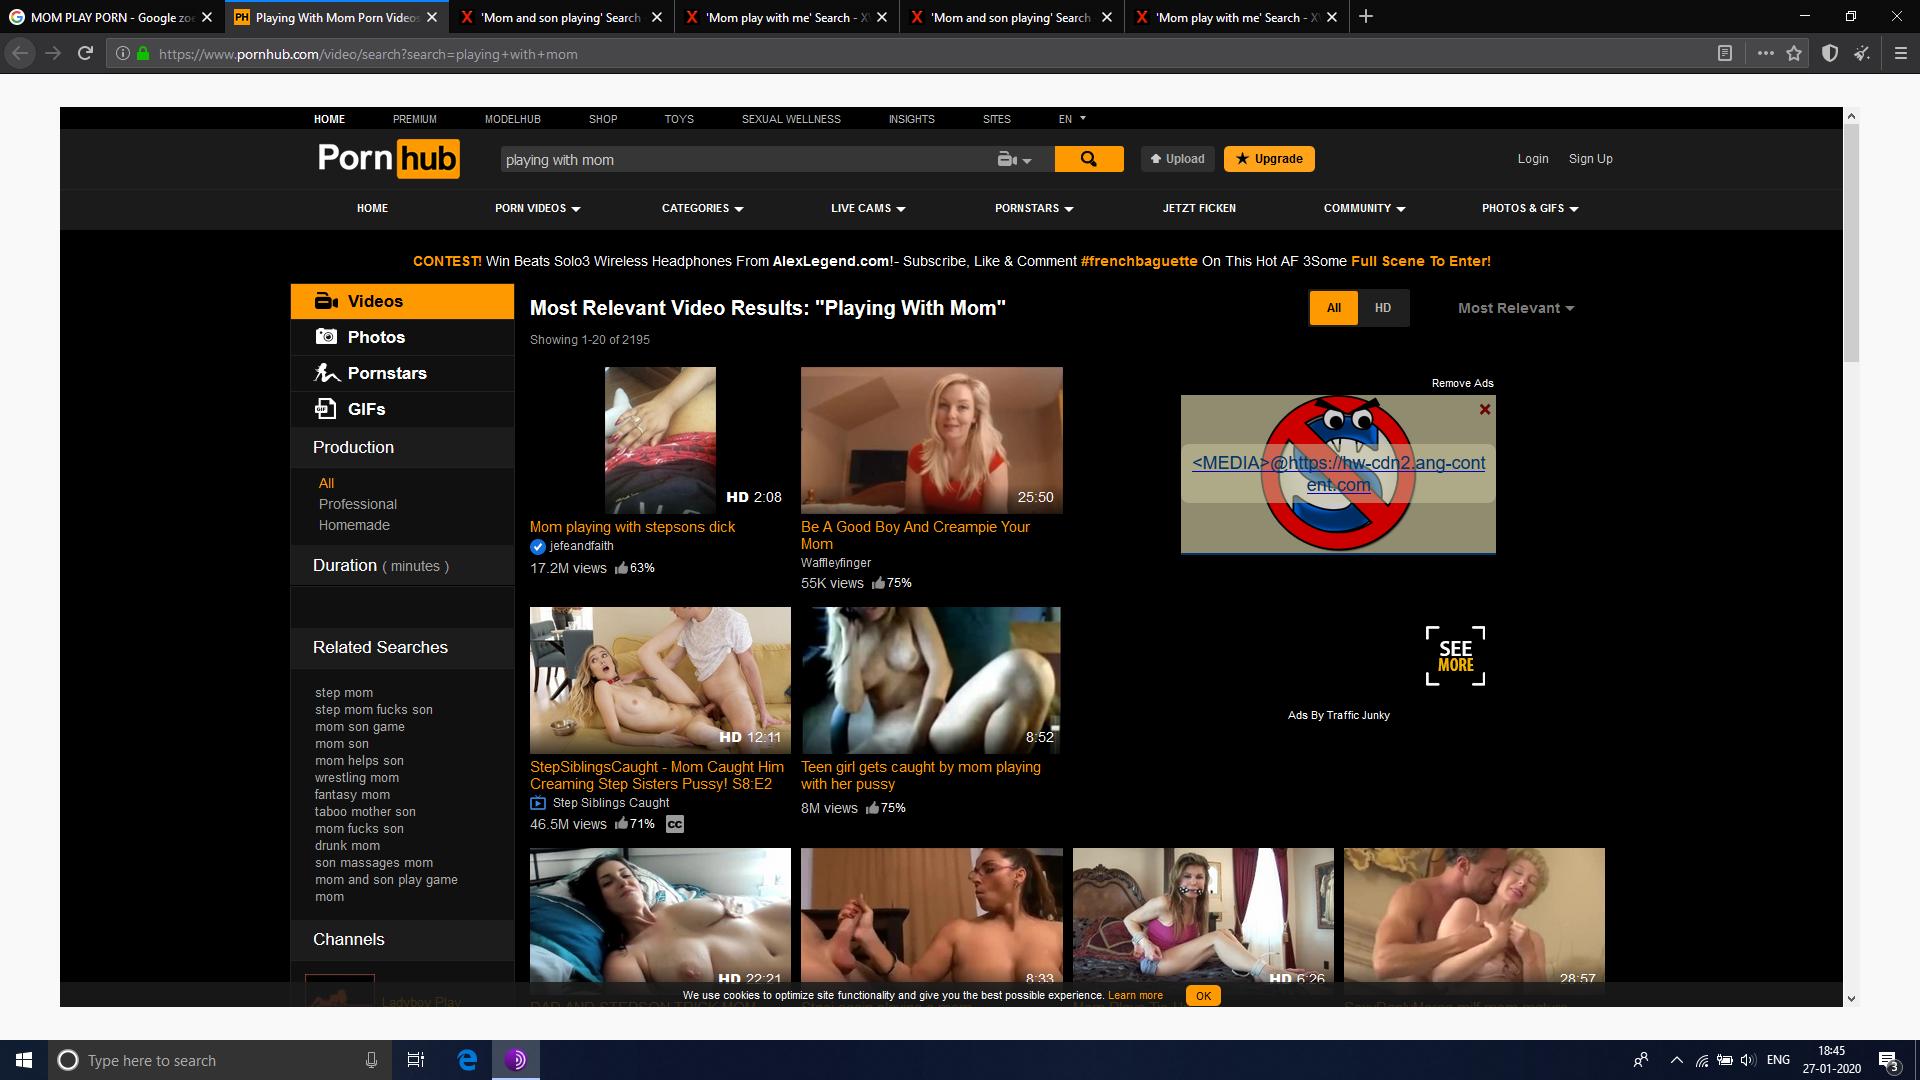 MOM PLAY PORN - Google zoe
Playing With Mom Porn Videos
'Mom and son playing' Search
'Mom play with me' Search - X
'Mom and son playing' Search
'Mom play with me' Search - X
https://www.pornhub.com/video/search?search=playing+with+mom
HOME PREMIUM MODELHUB SHOP TOYS SEXUAL WELLNESS INSIGHTS SITES EN
Porn hub
playing with mom
Upload
Upgrade
Login Sign Up
HOME PORN VIDEOS CATEGORIES LIVE CAMS PORNSTARS JETZT FICKEN COMMUNITY PHOTOS & GIFS
CONTEST! Win Beats Solo3 Wireless Headphones From AlexLegend.com!- Subscribe, Like & Comment #frenchbaguette On This Hot AF 3Some Full Scene To Enter!
Videos
Photos
Pornstars
GIFs
Production
All
Professional
Homemade
Duration ( minutes )
Related Searches
step mom
step mom fucks son
mom son game
mom son
mom helps son
wrestling mom
fantasy mom
taboo mother son
mom fucks son
drunk mom
son massages mom
mom and son play game
mom
Channels
Ladyboy Play
Most Relevant Video Results: "Playing With Mom"
All HD
Most Relevant
Showing 1-20 of 2195
HD 2:08
Mom playing with stepsons dick
jefeandfaith
17.2M views 63%
25:50
Be A Good Boy And Creampie Your
Mom
Waffleyfinger
55K views 75%
Remove Ads
<MEDIA>@https://hw-cdn2.ang-cont
ent.com
SEE
MORE
Ads By Traffic Junky
HD 12:11
StepSiblingsCaught - Mom Caught Him
Creaming Step Sisters Pussy! S8:E2
Step Siblings Caught
46.5M views 71% CC
8:52
Teen girl gets caught by mom playing
with her pussy
8M views 75%
HD 22:21
8:33
HD 6:26
28:57
We use cookies to optimize site functionality and give you the best possible experience. Learn more
OK
Type here to search
ENG
18:45
27-01-2020
3